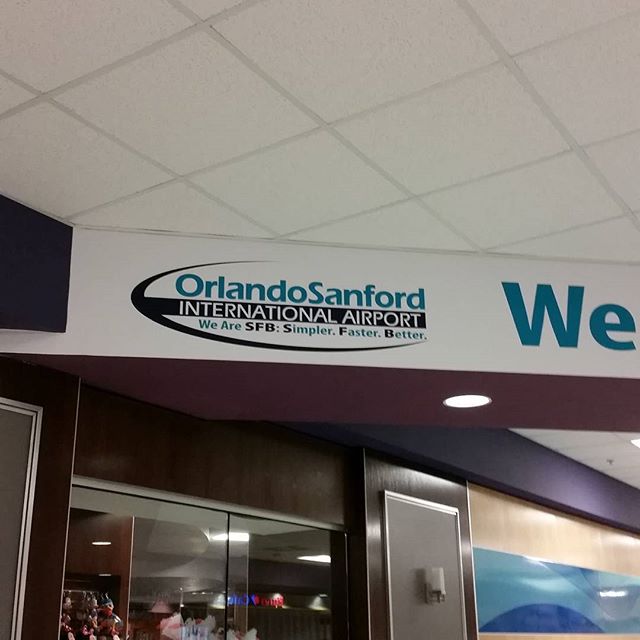 OrlandoSanford
INTERNATIONAL AIRPORT
We Are SFB: Simpler. Faster. Better.
We